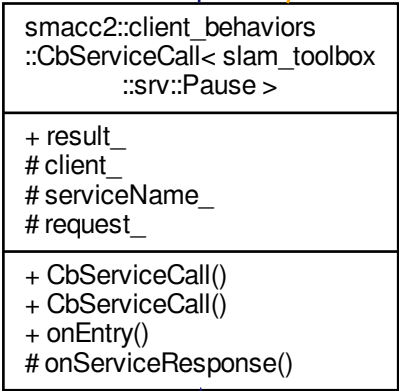 smacc2::client_behaviors
::CbServiceCall< slam_toolbox
::srv::Pause >
+ result_
# client_
# serviceName_
# request_
+ CbServiceCall()
+ CbServiceCall()
+ onEntry()
# onServiceResponse()